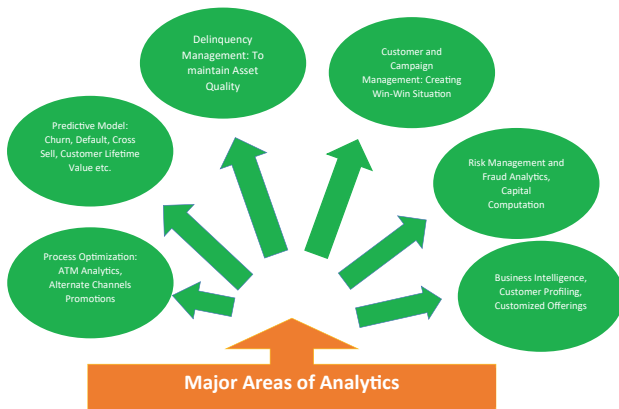 Delinquency
Management: To
maintain Asset
Quality
Customer and
Campaign
Management: Creating
Win-Win Situation
Predictive Model:
Churn, Default, Cross
Sell, Customer Lifetime
Value etc.
Risk Management and
Fraud Analytics,
Capital
Computation
Process Optimization:
ATM Analytics,
Alternate Channels
Promotions
Business Intelligence,
Customer Profiling,
Customized Offerings
Major Areas of Analytics